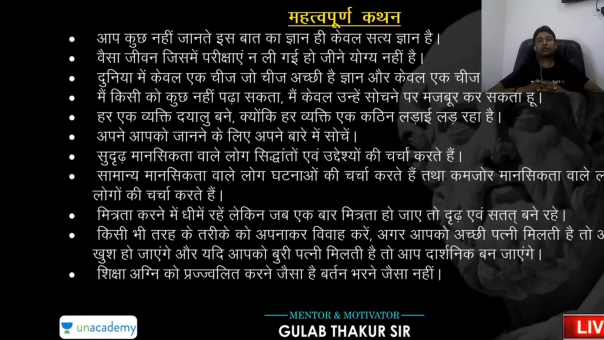 महत्वपूर्ण कथन
आप कुछ नहीं जानते इस बात का ज्ञान ही केवल सत्य ज्ञान है।
वैसा जीवन जिसमें परीक्षाएं न ली गई हो जीने योग्य नहीं है।
दुनिया में केवल एक चीज जो चीज अच्छी है ज्ञान और केवल एक चीज
मैं किसी को कुछ नहीं पढ़ा सकता, मैं केवल उन्हें सोचने पर मजबूर कर सकता हूं।
हर एक व्यक्ति दयालु बने, क्योंकि हर व्यक्ति एक कठिन लड़ाई लड़ रहा है।
अपने आपको जानने के लिए अपने बारे में सोचें।
सुदृढ़ मानसिकता वाले लोग सिद्धांतों एवं उद्देश्यों की चर्चा करते हैं।
सामान्य मानसिकता वाले लोग घटनाओं की चर्चा करते हैं तथा कमजोर मानसिकता वाले
लोगों की चर्चा करते हैं।
मित्रता करने में धीमें रहें लेकिन जब एक बार मित्रता हो जाए तो दृढ़ एवं सतत् बने रहे।
किसी भी तरह के तरीके को अपनाकर विवाह करें, अगर आपको अच्छी पत्नी मिलती है तो
खुश हो जाएंगे और यदि आपको बुरी पत्नी मिलती है तो आप दार्शनिक बन जाएंगे।
शिक्षा अग्नि को प्रज्ज्वलित करने जैसा है बर्तन भरने जैसा नहीं।
unacademy
MENTOR & MOTIVATOR
GULAB THAKUR SIR
LIV